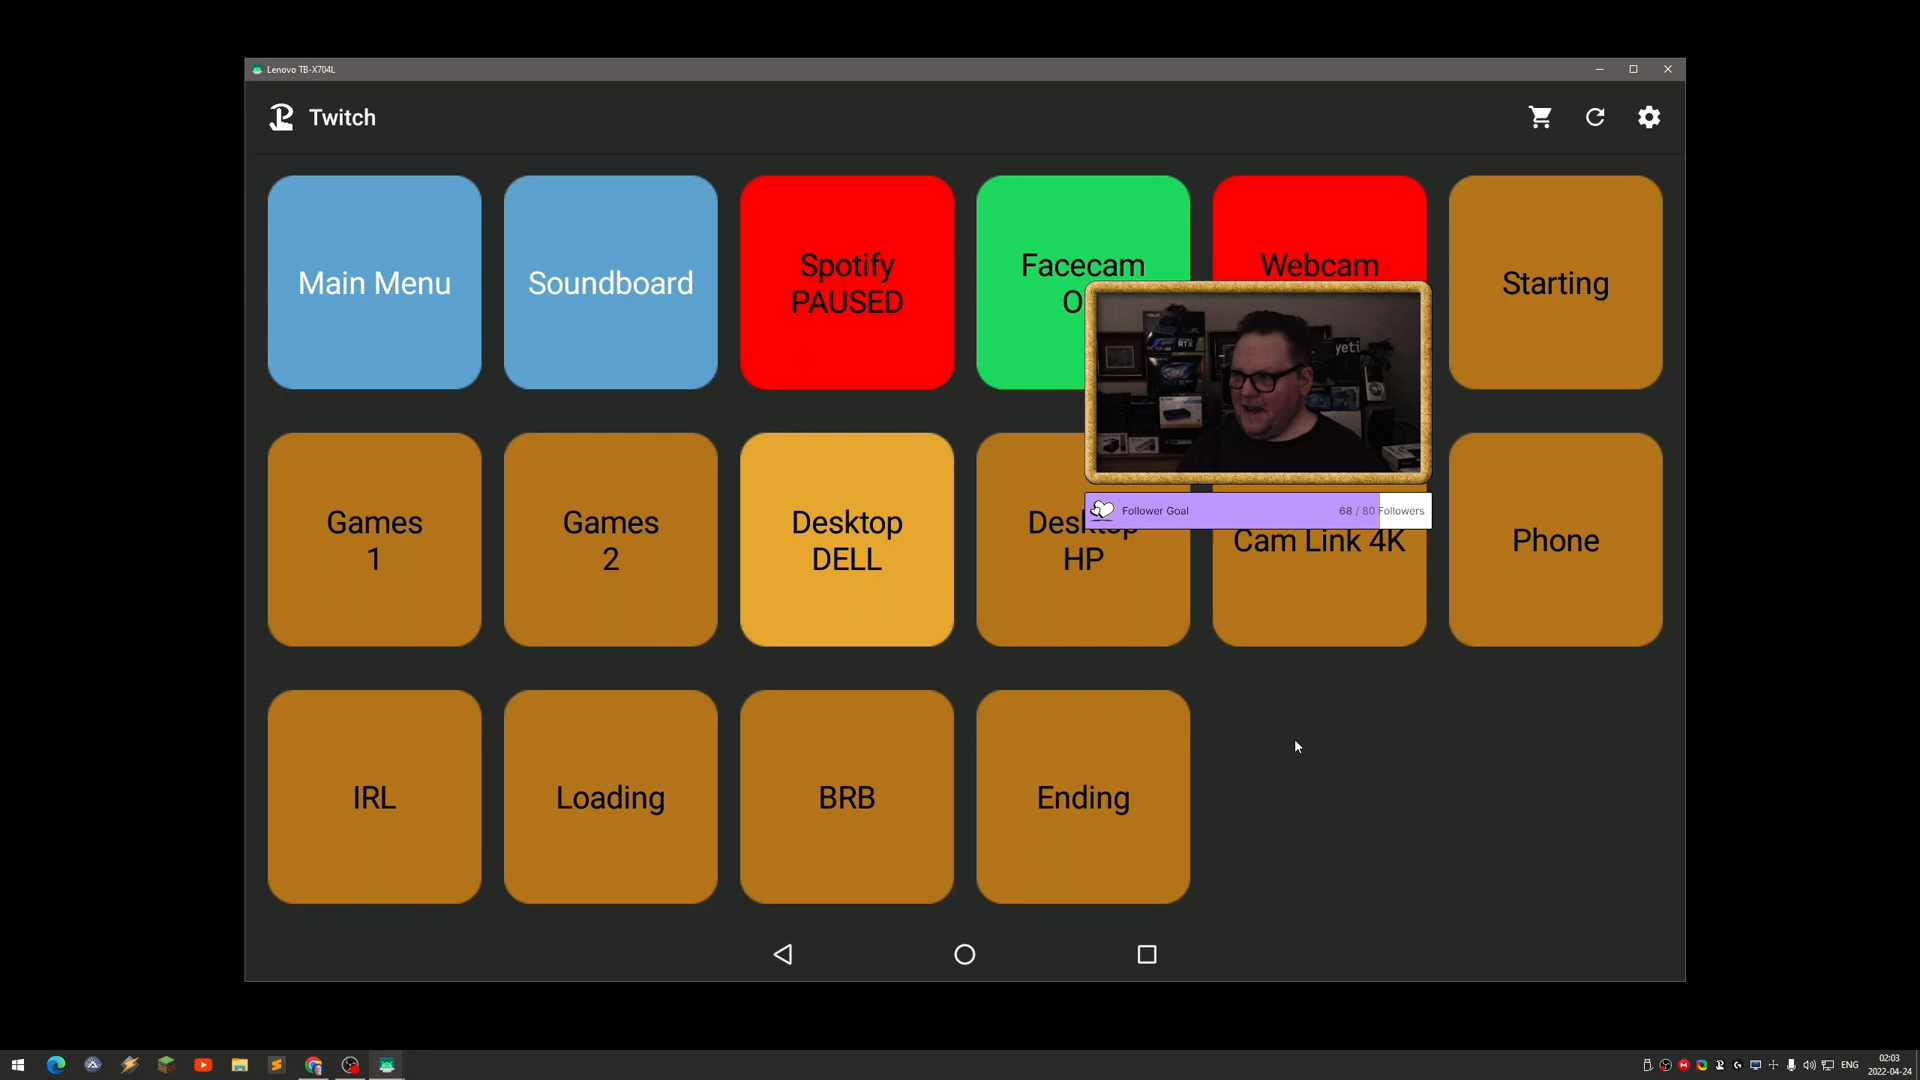 Lenovo TB-X704L
Twitch
Main Menu
Soundboard
Spotify
PAUSED
Facecam
O
Webcam
Starting
RTX
yeti
Follower Goal
68 / 80 Followers
Games
1
Games
2
Desktop
DELL
Desktop
HP
Cam Link 4K
Phone
IRL
Loading
BRB
Ending
ENG
02:03
2022-04-24